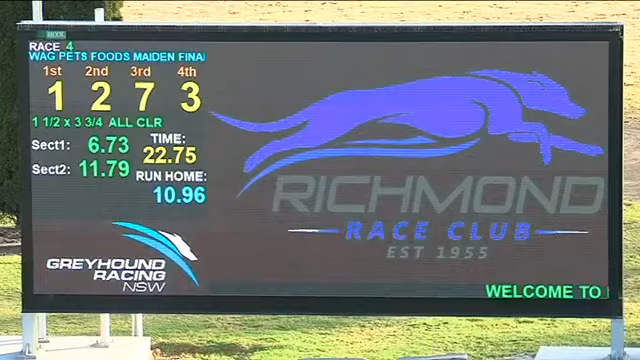 RACE 4
WAG PETS FOODS MAIDEN FINA
1st 2nd 3rd 4th
1 2 7 3
1 1/2 x 3 3/4 ALL CLR
Sect1: 6.73
Sect2: 11.79
TIME:
22.75
RUN HOME:
10.96
GREYHOUND
RACING
NSW
RICHMOND
RACE CLUB
EST 1955
WELCOME TO